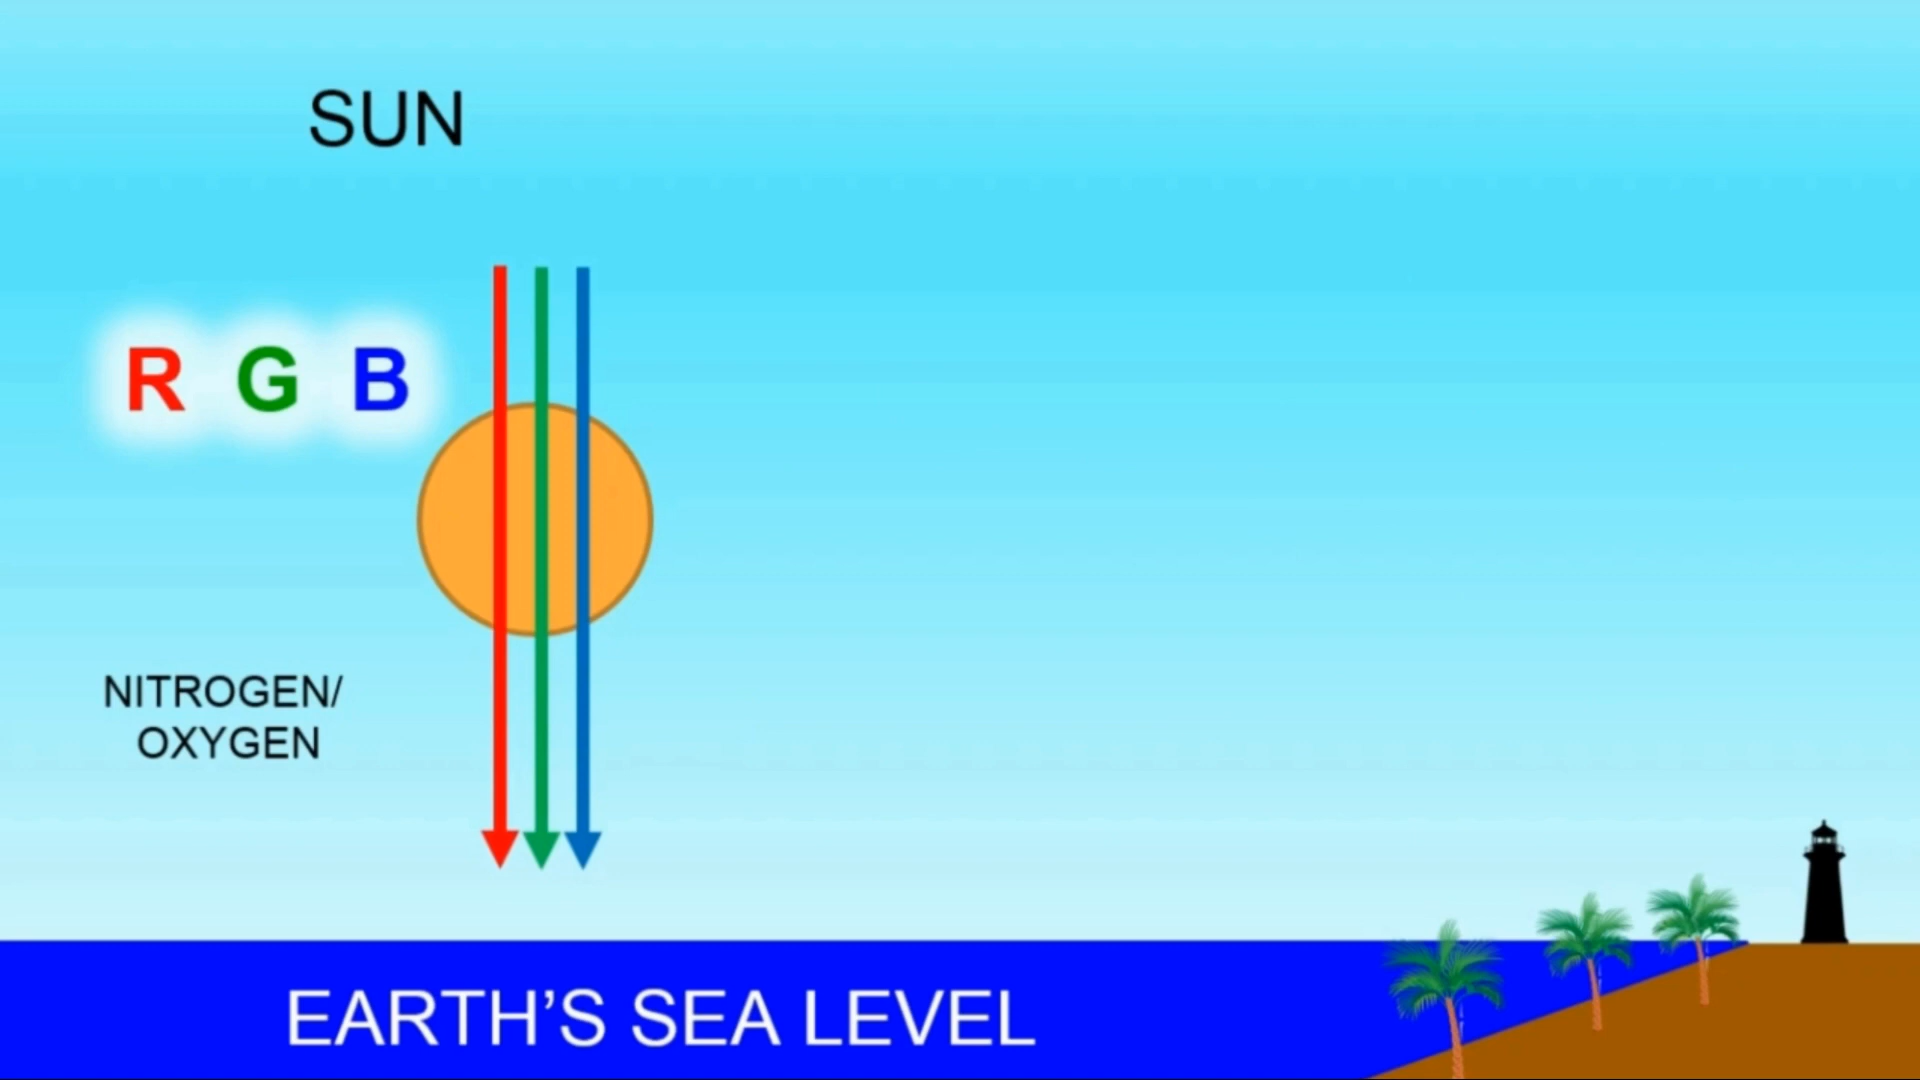 SUN
R G B
NITROGEN/
OXYGEN
EARTH’S SEA LEVEL